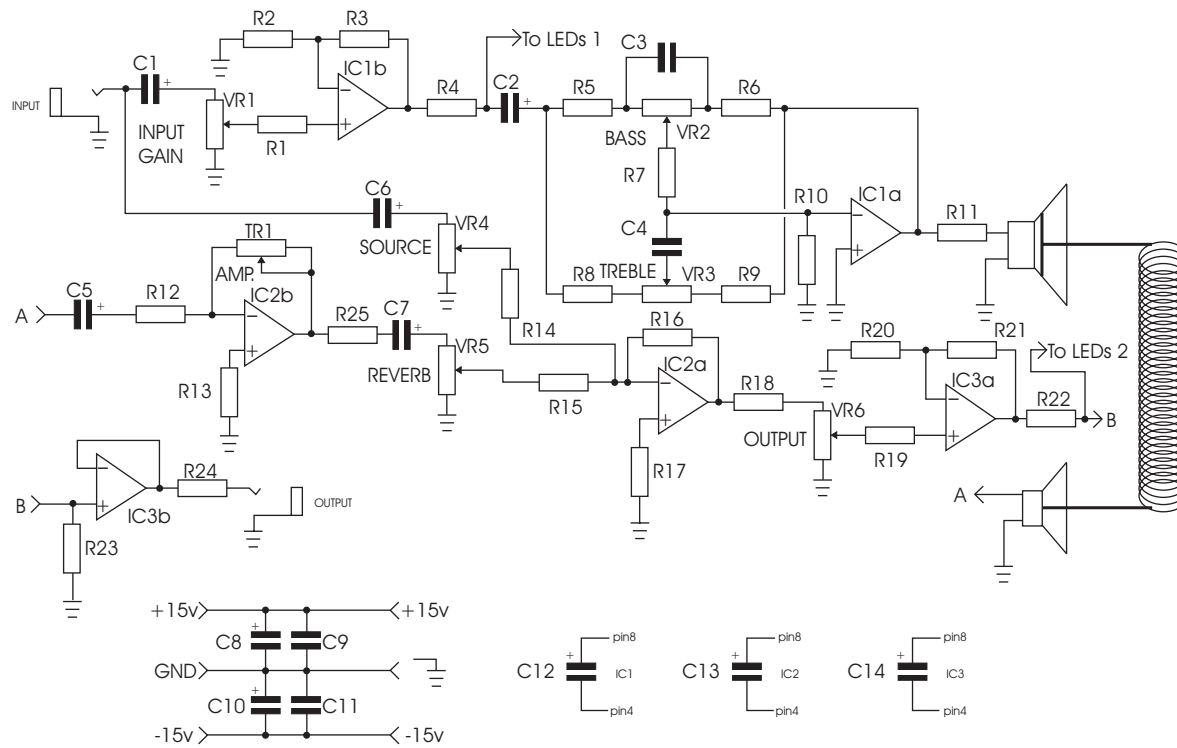 R2
R3
To LEDs 1
C3
C1
+
IC1b
R4
C2
+
R5
R6
INPUT
VR1
−
+
BASS
VR2
INPUT
GAIN
R1
R7
R10
IC1a
C6
+
VR4
C4
−
+
R11
TR1
SOURCE
TREBLE
VR3
AMP.
R8
R9
C5
+
R12
IC2b
C7
R14
R16
R20
R21
A
−
+
R25
+
VR5
To LEDs 2
R13
REVERB
IC2a
R18
IC3a
R15
−
+
VR6
−
+
R22
B
OUTPUT
R19
R17
R24
B
−
+
IC3b
OUTPUT
A
R23
+15v
+15v
C8
+
C9
pin8
pin8
pin8
GND
C12
+
IC1
C13
+
IC2
C14
+
IC3
C10
+
C11
pin4
pin4
pin4
-15v
-15v